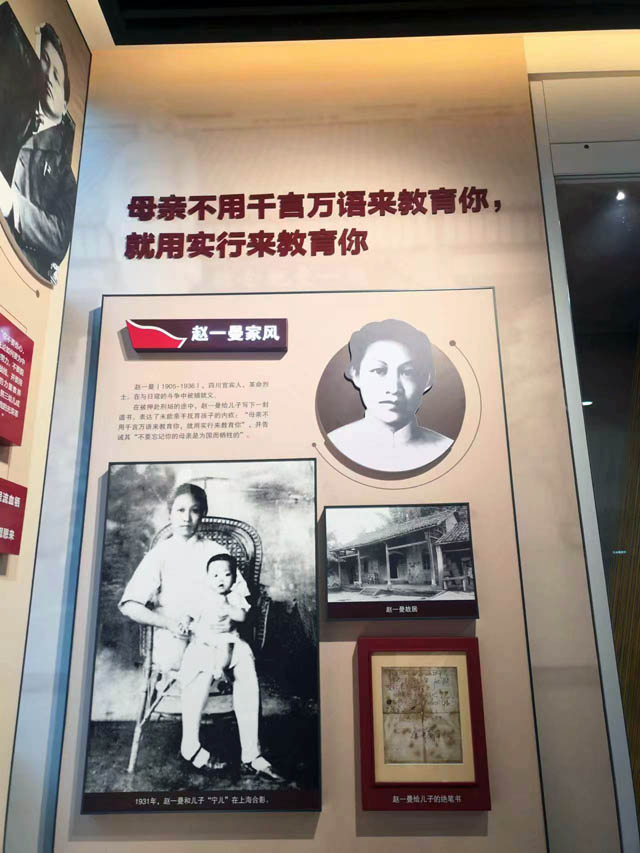 母亲不用千言万语来教育你，
就用实行来教育你
赵一曼家风
赵一曼（1905-1936），四川宜宾人，革命烈
士，在与日寇的斗争中被捕就义。
在被押赴刑场的途中，赵一曼给儿子写下一封
遗书，表达了未能亲手抚育孩子的内疚：“母亲不
用千言万语来教育你，就用实行来教育你”，并告
诫其“不要忘记你的母亲是为国而牺牲的”。
赵一曼故居
1931年，赵一曼和儿子“宁儿”在上海合影。
赵一曼给儿子的绝笔书